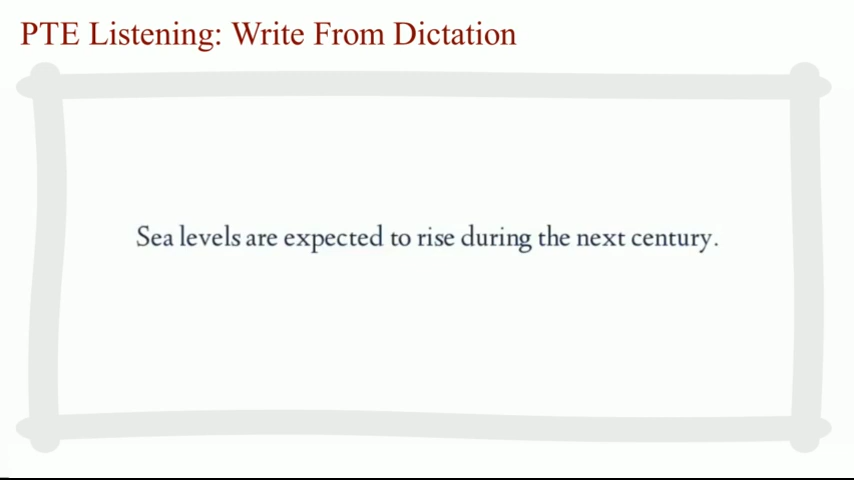 PTE Listening: Write From Dictation
Sea levels are expected to rise during the next century.